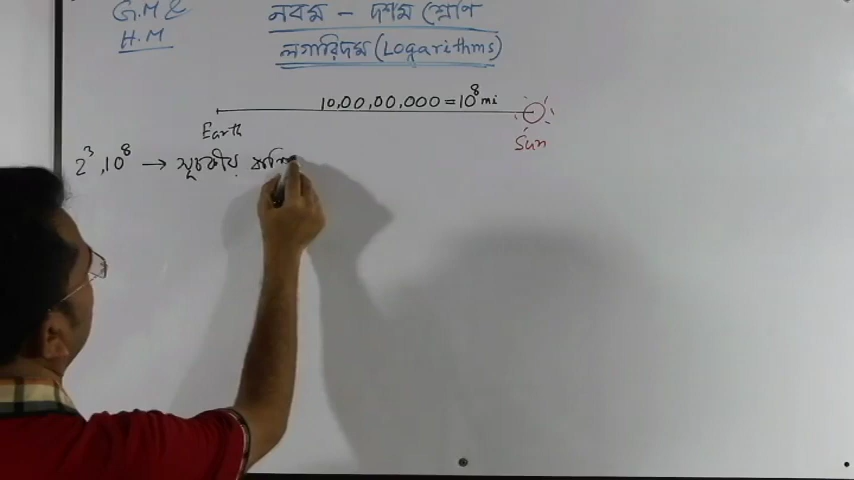 G.M &
H.M
নবম - দশম শ্রেণি
লগারিদম (Logarithms)
10,00,00,000 = 10⁸ mi
Earth
Sun
2³, 10⁸ → সূচকীয় রাশি